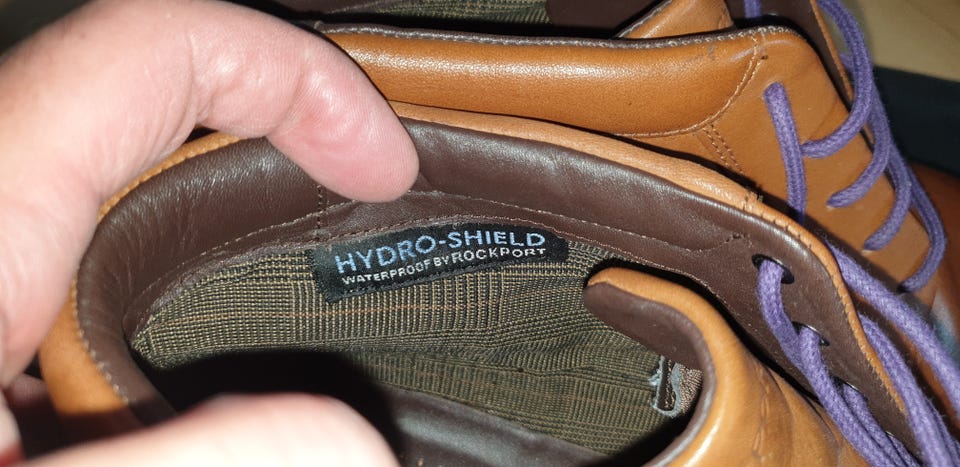 HYDRO-SHIELD
WATERPROOF BY ROCKPORT